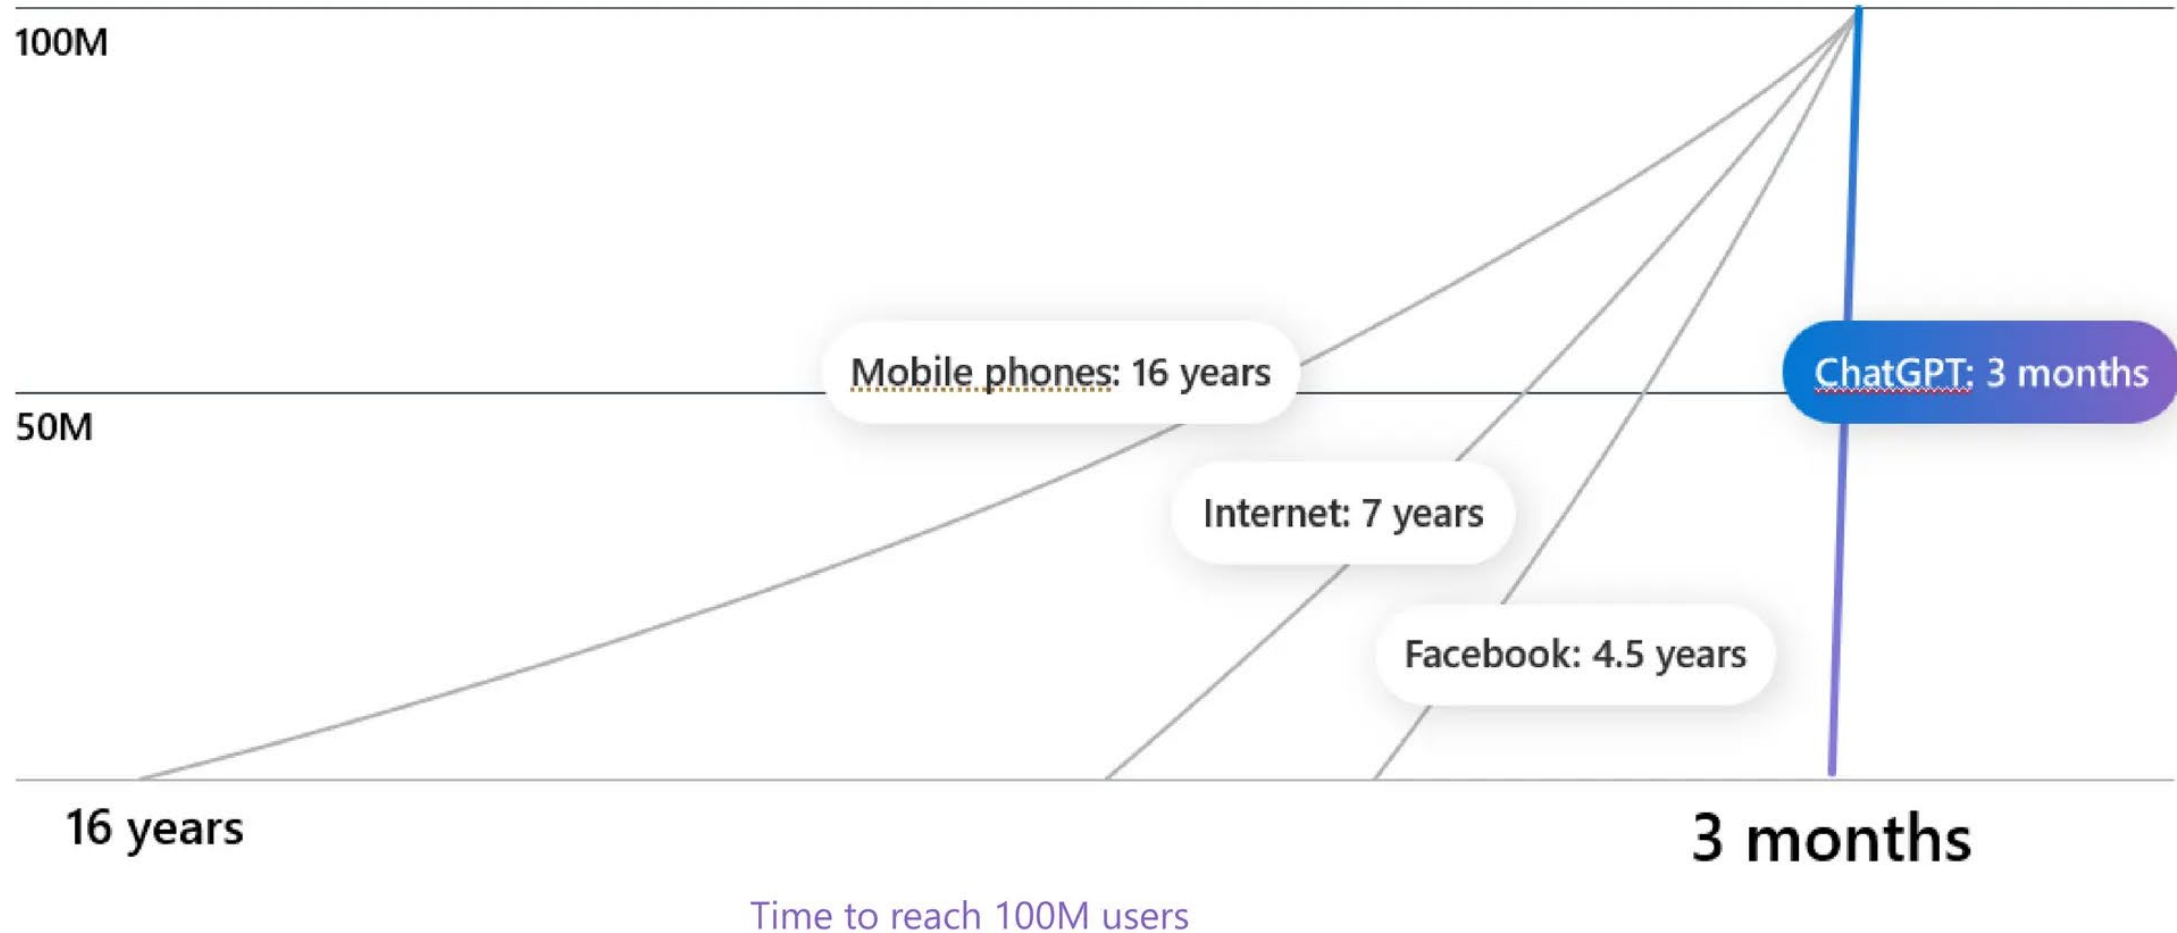 100M
Mobile phones: 16 years
ChatGPT: 3 months
50M
Internet: 7 years
Facebook: 4.5 years
16 years
3 months
Time to reach 100M users